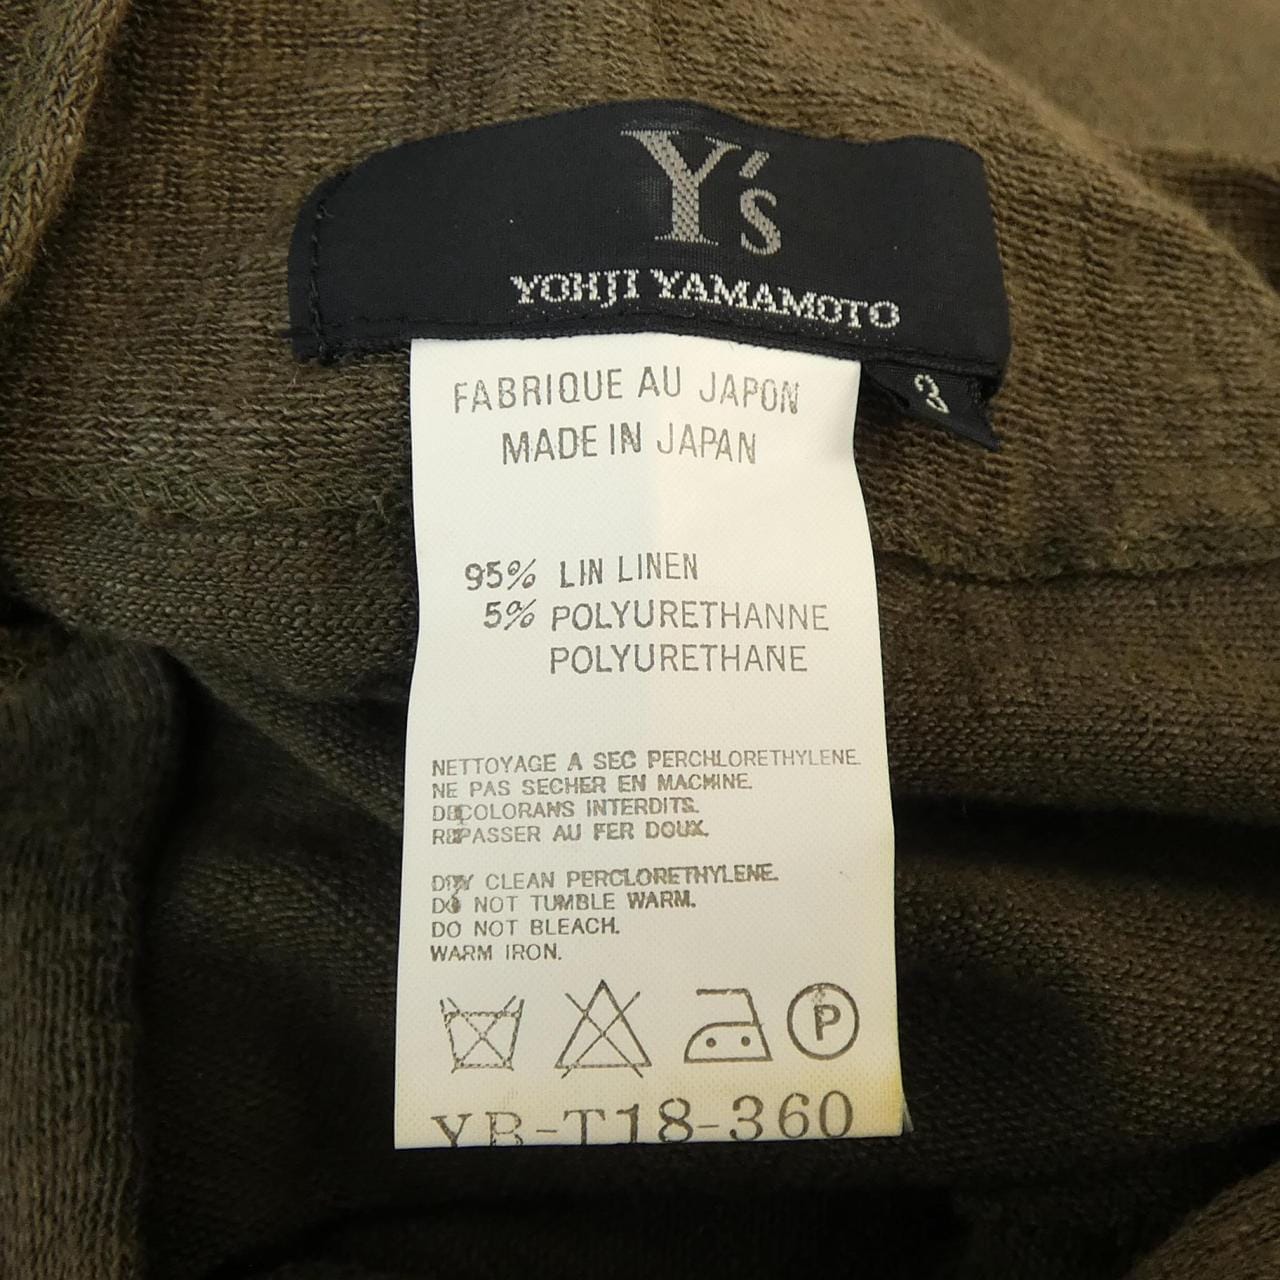 Y's
YOHJI YAMAMOTO
3
FABRIQUE AU JAPON
MADE IN JAPAN
95% LIN LINEN
5% POLYURETHANNE
POLYURETHANE
NETTOYAGE A SEC PERCHLORETHYLENE.
NE PAS SECHER EN MACHINE.
DECOLORANS INTERDITS.
REPASSER AU FER DOUX.
DRY CLEAN PERCLORETHYLENE.
DO NOT TUMBLE WARM.
DO NOT BLEACH.
WARM IRON.
P
YB-T18-360